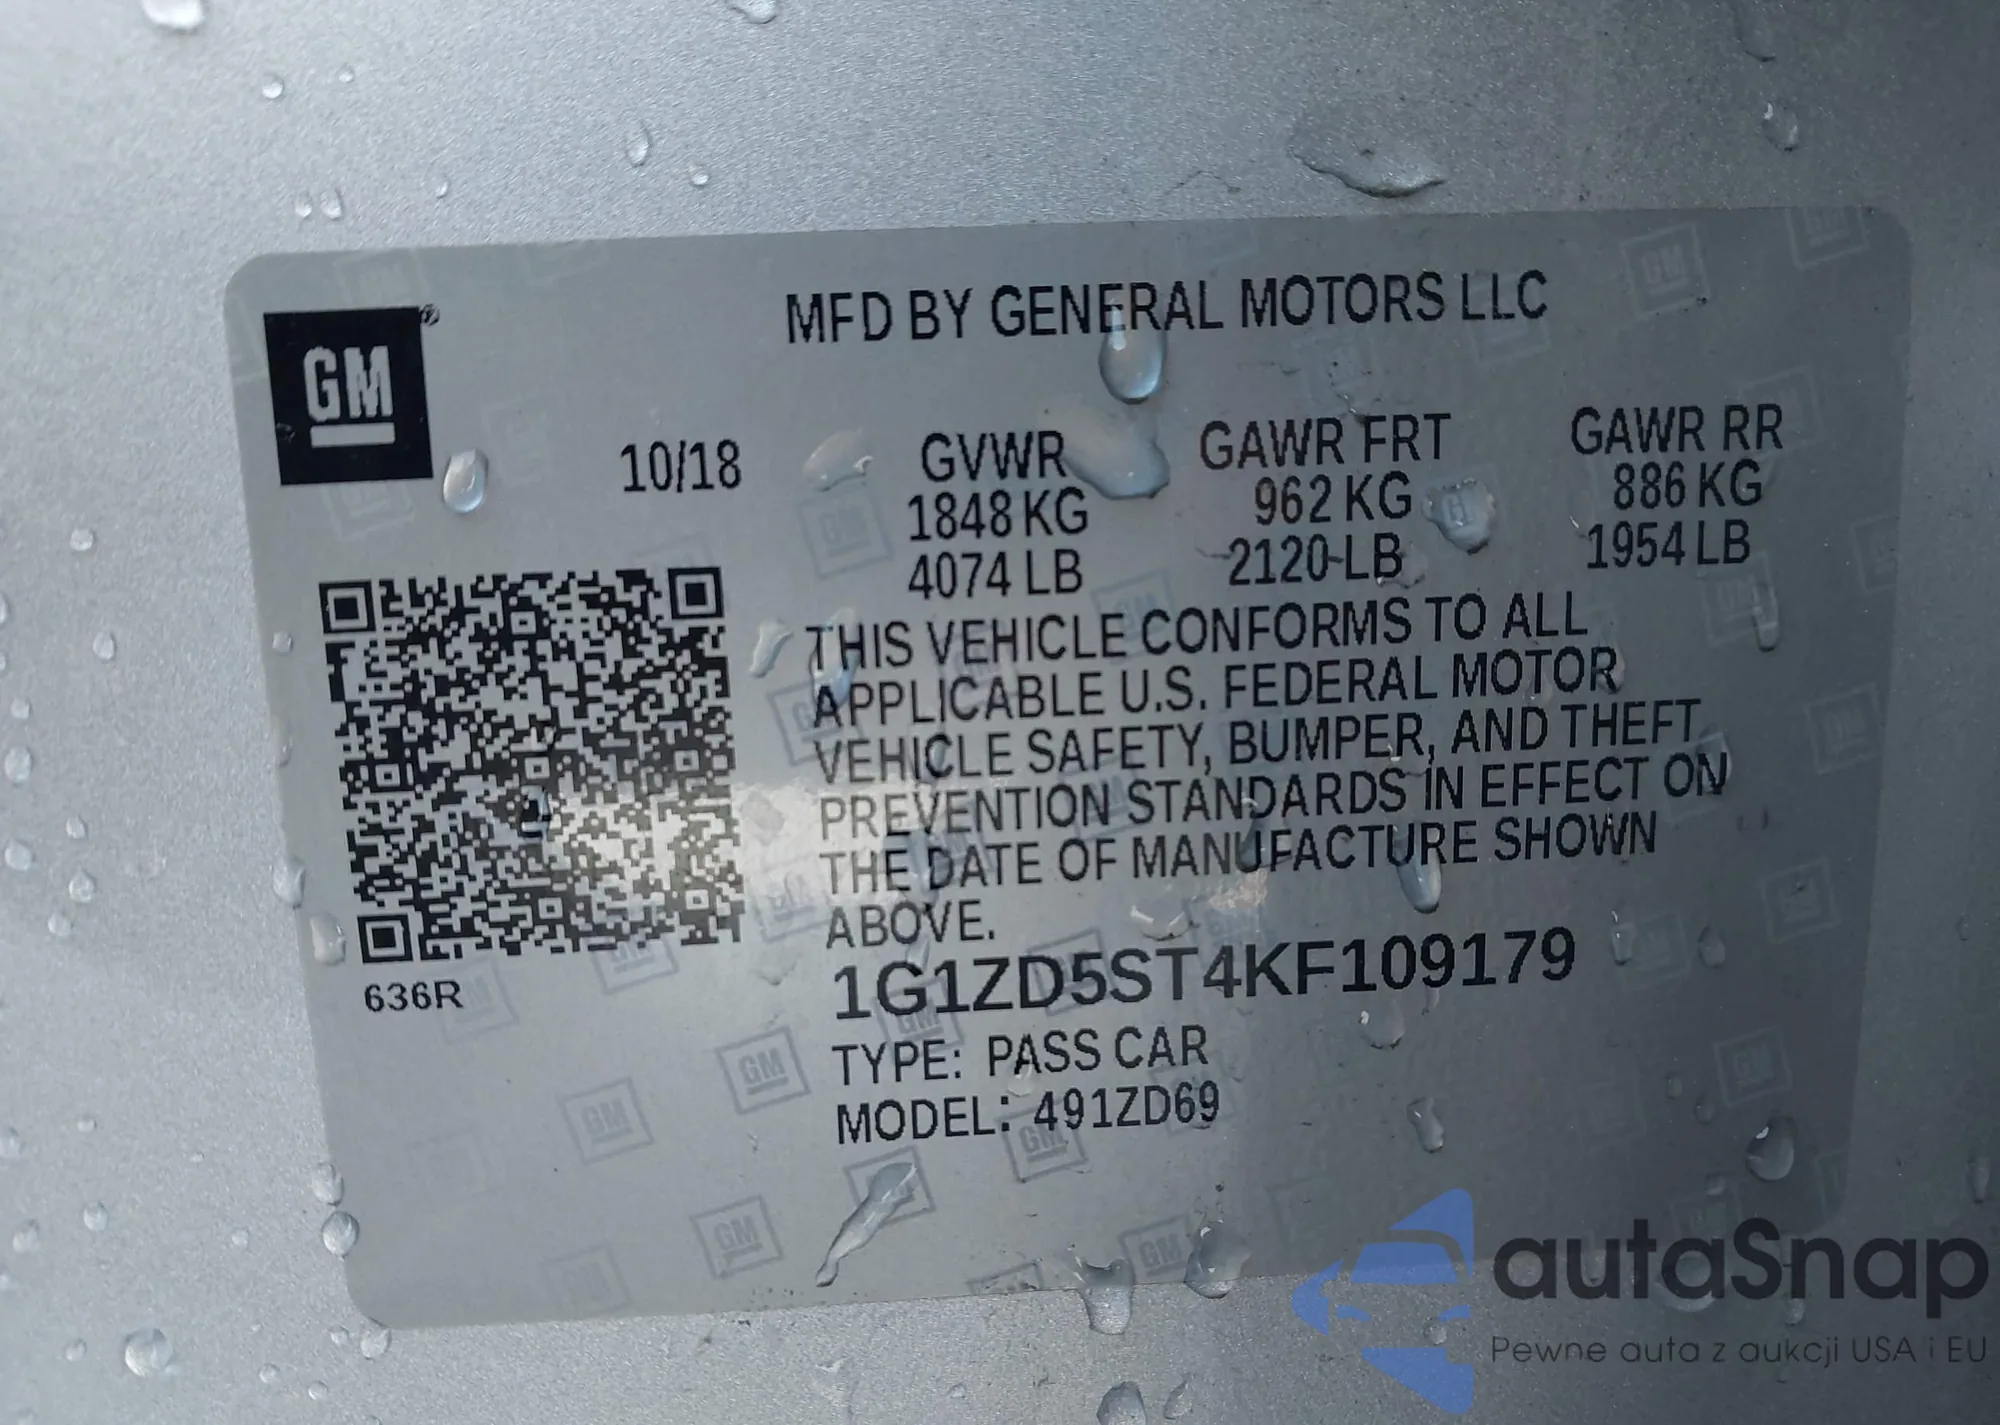 MFD BY GENERAL MOTORS LLC
GM®
10/18
GVWR GAWR FRT GAWR RR
1848 KG 962 KG 886 KG
4074 LB 2120 LB 1954 LB
THIS VEHICLE CONFORMS TO ALL
APPLICABLE U.S. FEDERAL MOTOR
VEHICLE SAFETY, BUMPER, AND THEFT
PREVENTION STANDARDS IN EFFECT ON
THE DATE OF MANUFACTURE SHOWN
ABOVE.
636R
1G1ZD5ST4KF109179
TYPE: PASS CAR
MODEL: 491ZD69
autaSnap
Pewne auta z aukcji USA i EU